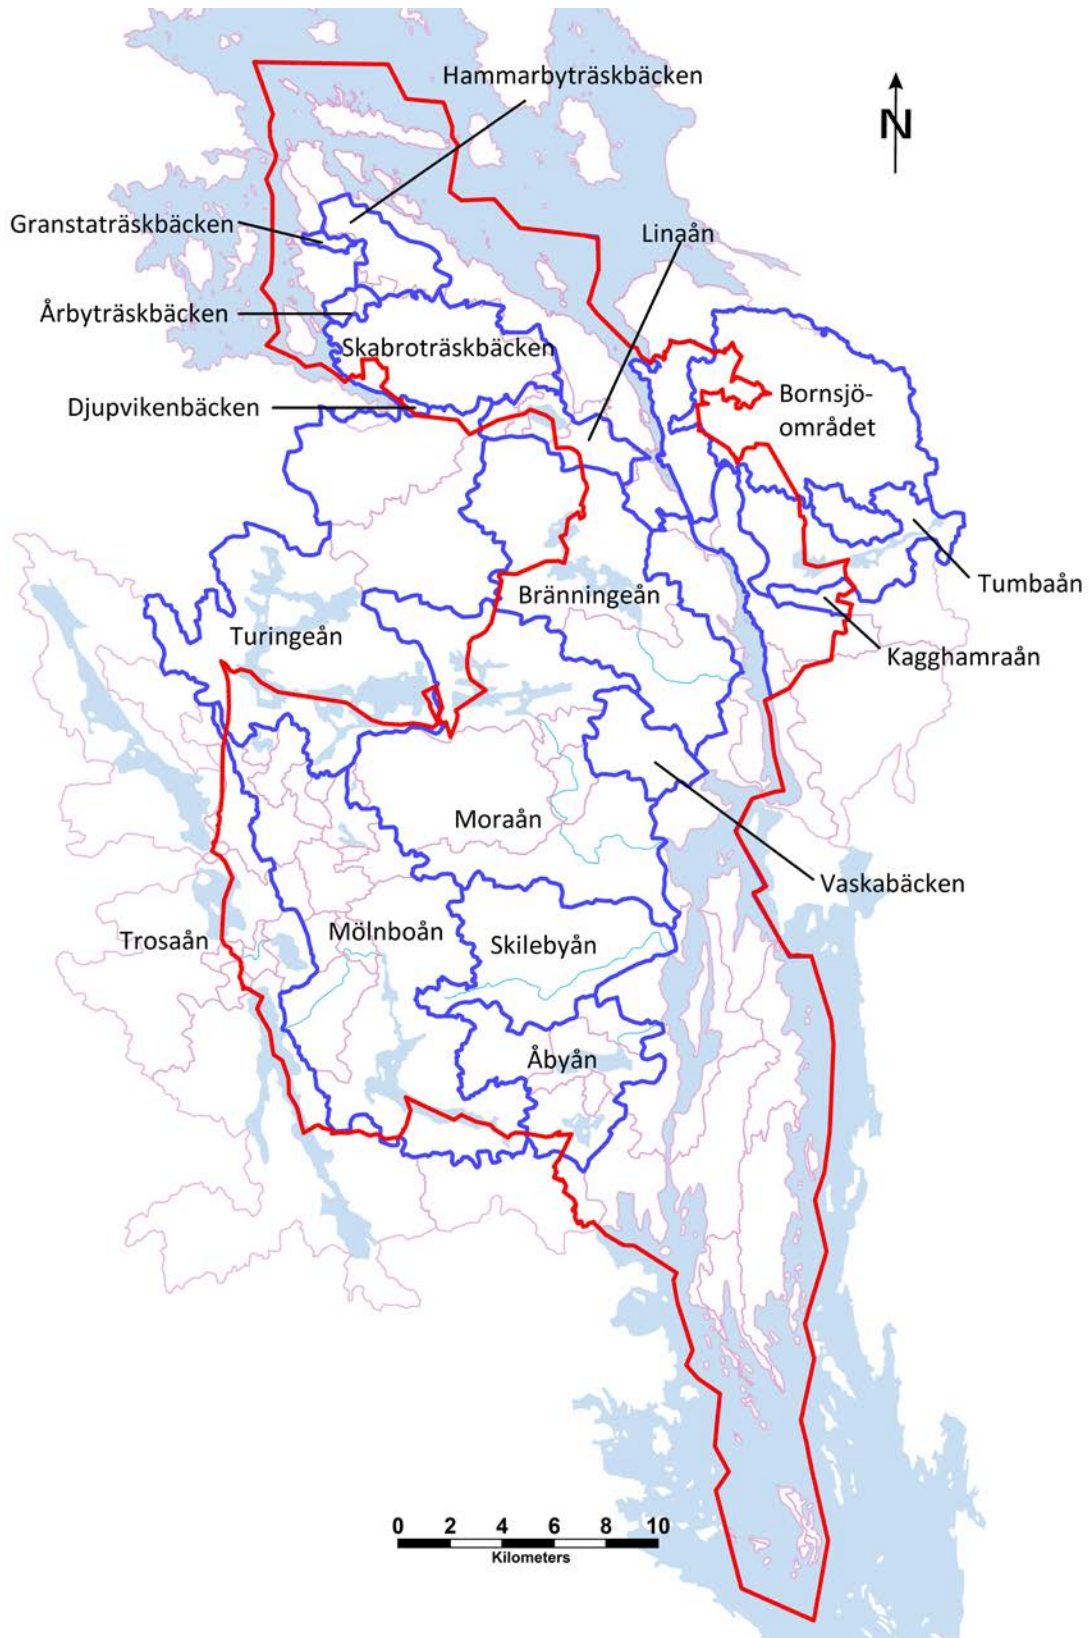 Hammarbyträskbäcken
N
Granstaträskbäcken
Linaån
Årbyträskbäcken
Skabroträskbäcken
Djupvikenbäcken
Bornsjö-
området
Tumbaån
Bränningeån
Turingeån
Kagghamraån
Moraån
Vaskabäcken
Trosaån
Mölnboån
Skilebyån
Åbyån
0 2 4 6 8 10
Kilometers